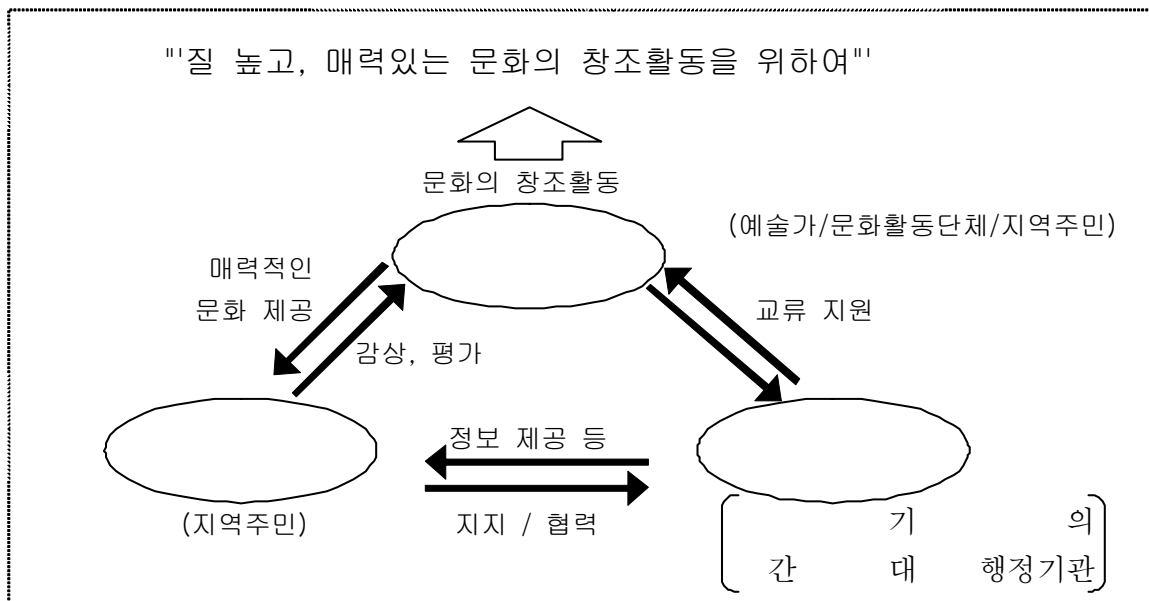 "'질 높고, 매력있는 문화의 창조활동을 위하여"'
문화의 창조활동
(예술가/문화활동단체/지역주민)
매력적인
문화 제공
교류 지원
감상, 평가
정보 제공 등
(지역주민)
지지 / 협력
기 의
간 대 행정기관